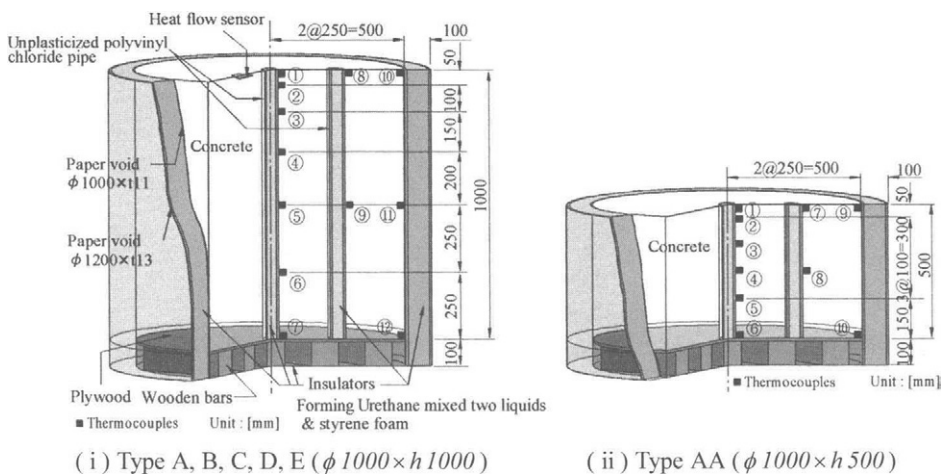 Heat flow sensor
Unplasticized polyvinyl
chloride pipe
2@250=500
100
50
100
150
200
250
250
100
1000
①
②
③
④
⑤
⑥
⑦
⑧
⑨
⑩
⑪
⑫
Concrete
Paper void
ϕ1000×t11
Paper void
ϕ1200×t13
Plywood
Wooden bars
Insulators
Forming Urethane mixed two liquids
& styrene foam
■ Thermocouples Unit : [mm]
( i ) Type A, B, C, D, E ( ϕ 1000 × h 1000 )
2@250=500
100
50
3@100=300
150
100
500
①
②
③
④
⑤
⑥
⑦
⑧
⑨
⑩
Concrete
■ Thermocouples Unit : [mm]
( ii ) Type AA ( ϕ 1000 × h 500 )